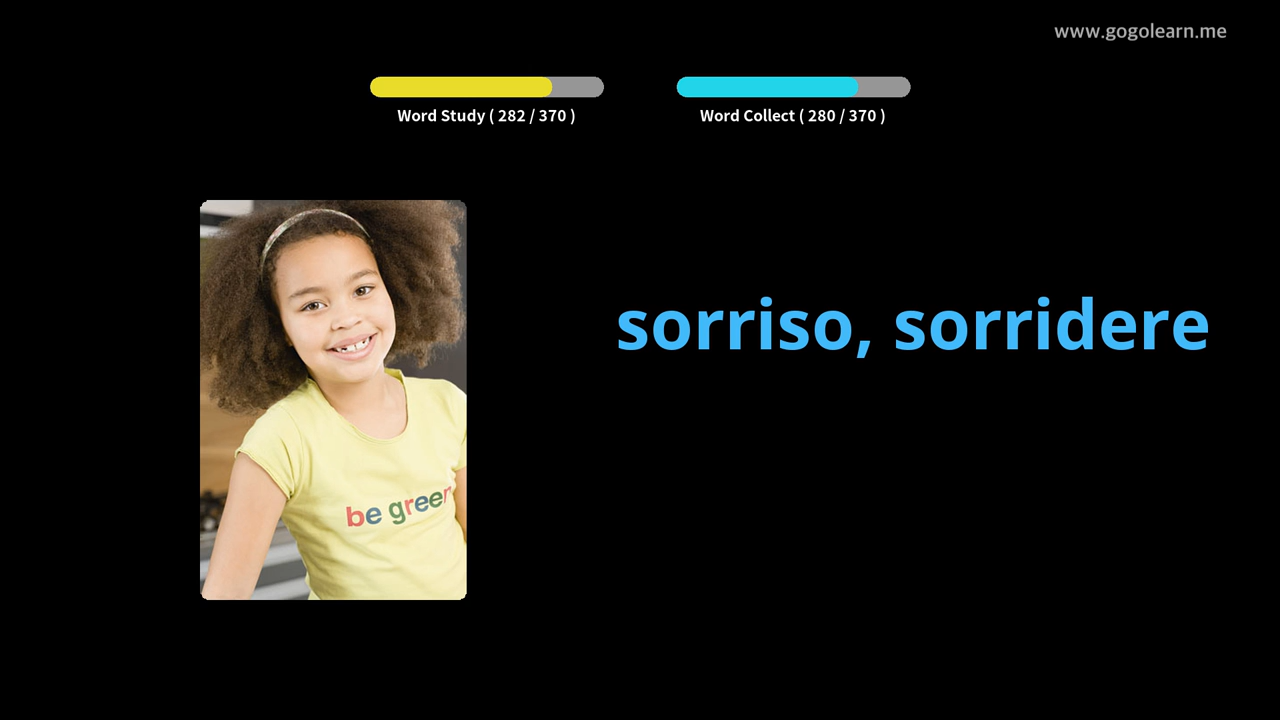 www.gogolearn.me
Word Study ( 282 / 370 )
Word Collect ( 280 / 370 )
sorriso, sorridere
be green